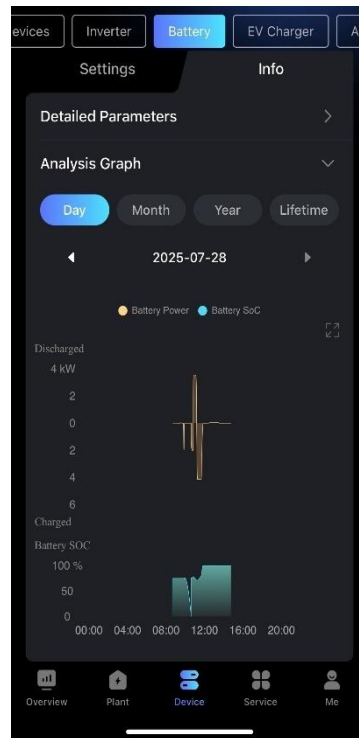 evices Inverter Battery EV Charger A
Settings Info
Detailed Parameters
Analysis Graph
Day Month Year Lifetime
2025-07-28
Battery Power Battery SoC
Discharged
4 kW
2
0
2
4
6
Charged
Battery SOC
100 %
50
0
00:00 04:00 08:00 12:00 16:00 20:00
Overview Plant Device Service Me